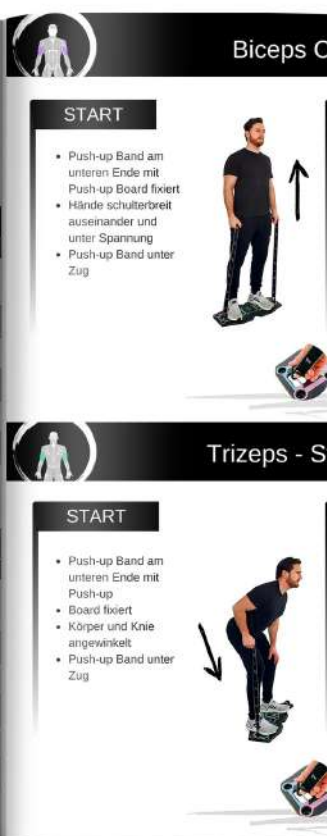 Biceps C
START
• Push-up Band am
unteren Ende mit
Push-up Board fixiert
• Hände schulterbreit
auseinander und
unter Spannung
• Push-up Band unter
Zug
Trizeps - S
START
• Push-up Band am
unteren Ende mit
Push-up
• Board fixiert
• Körper und Knie
angewinkelt
• Push-up Band unter
Zug